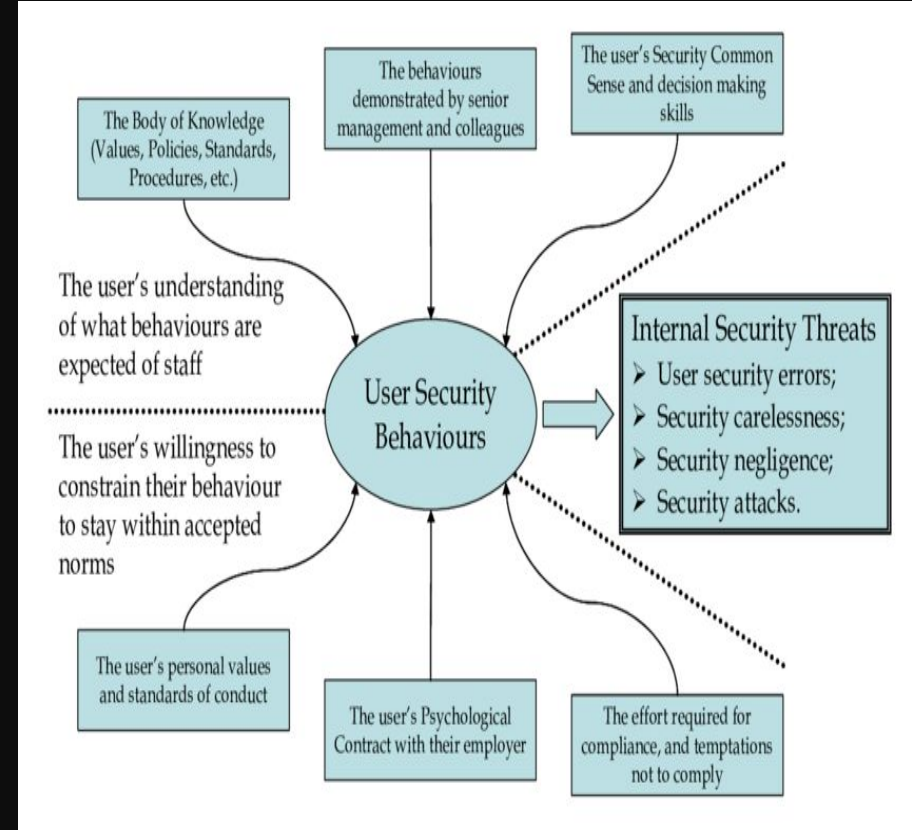 The Body of Knowledge
(Values, Policies, Standards,
Procedures, etc.)
The behaviours
demonstrated by senior
management and colleagues
The user's Security Common
Sense and decision making
skills
The user's understanding
of what behaviours are
expected of staff
User Security
Behaviours
Internal Security Threats
➢ User security errors;
➢ Security carelessness;
➢ Security negligence;
➢ Security attacks.
The user's willingness to
constrain their behaviour
to stay within accepted
norms
The user's personal values
and standards of conduct
The user's Psychological
Contract with their employer
The effort required for
compliance, and temptations
not to comply